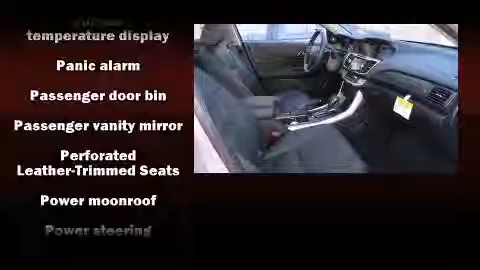 temperature display
Panic alarm
Passenger door bin
Passenger vanity mirror
Perforated
Leather-Trimmed Seats
Power moonroof
Power steering